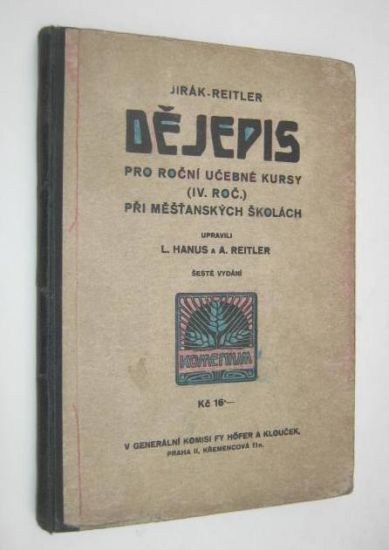 JIRÁK-REITLER
DĚJEPIS
PRO ROČNÍ UČEBNÉ KURSY
(IV. ROČ.)
PŘI MĚŠŤANSKÝCH ŠKOLÁCH
UPRAVILI
L. HANUS A A. REITLER
ŠESTÉ VYDÁNÍ
KOMENIUM
Kč 16·—
V GENERÁLNÍ KOMISI FY HÖFER A KLOUČEK,
PRAHA II, KŘEMENCOVA 11n.